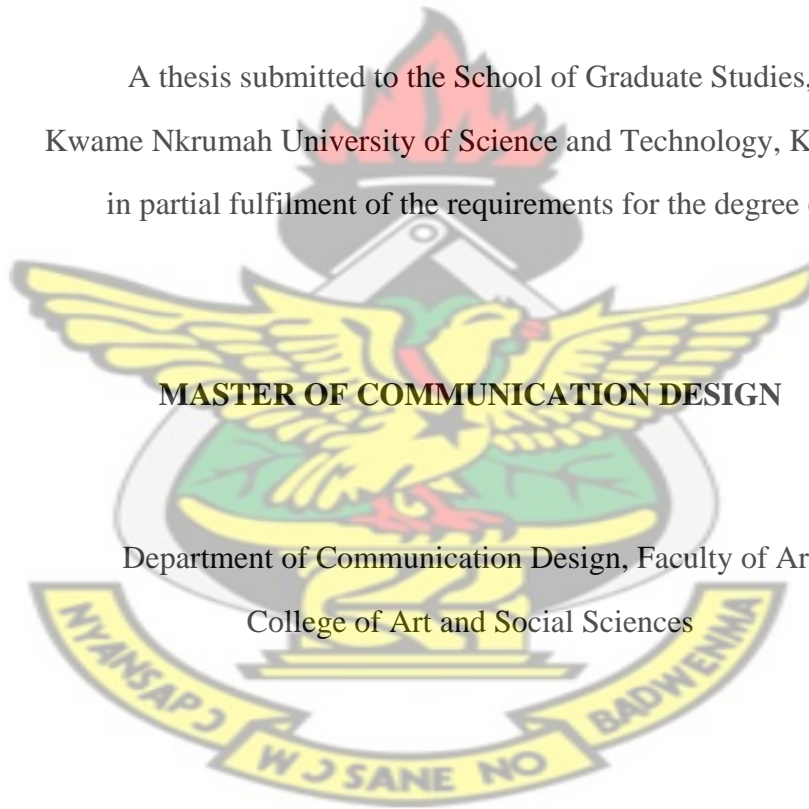 A thesis submitted to the School of Graduate Studies,
Kwame Nkrumah University of Science and Technology, K
in partial fulfilment of the requirements for the degree
MASTER OF COMMUNICATION DESIGN
Department of Communication Design, Faculty of Ar
College of Art and Social Sciences
NYANSAPƆ WƆSANE NO BADWENMA